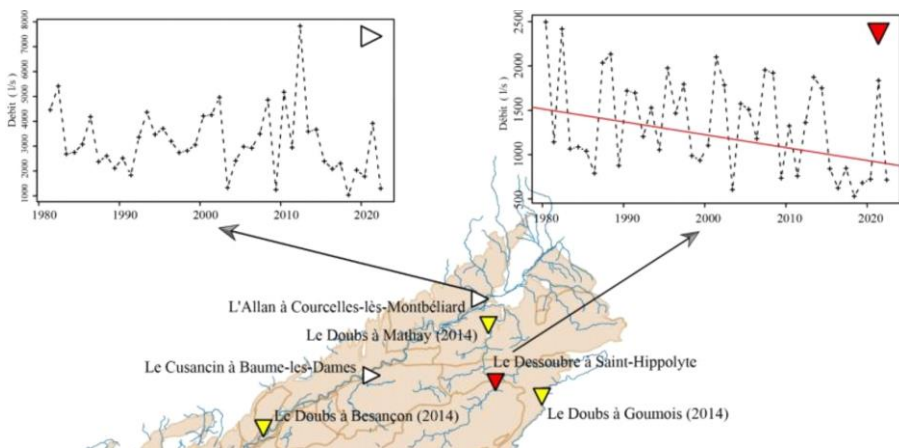 Débit ( l/s )
8000
7000
6000
5000
4000
3000
2000
1000
1980
1990
2000
2010
2020
Débit ( l/s )
2500
2000
1500
1000
500
1980
1990
2000
2010
2020
L'Allan à Courcelles-lès-Montbéliard
Le Doubs à Mathay (2014)
Le Dessoubre à Saint-Hippolyte
Le Cusancin à Baume-les-Dames
Le Doubs à Besançon (2014)
Le Doubs à Goumois (2014)